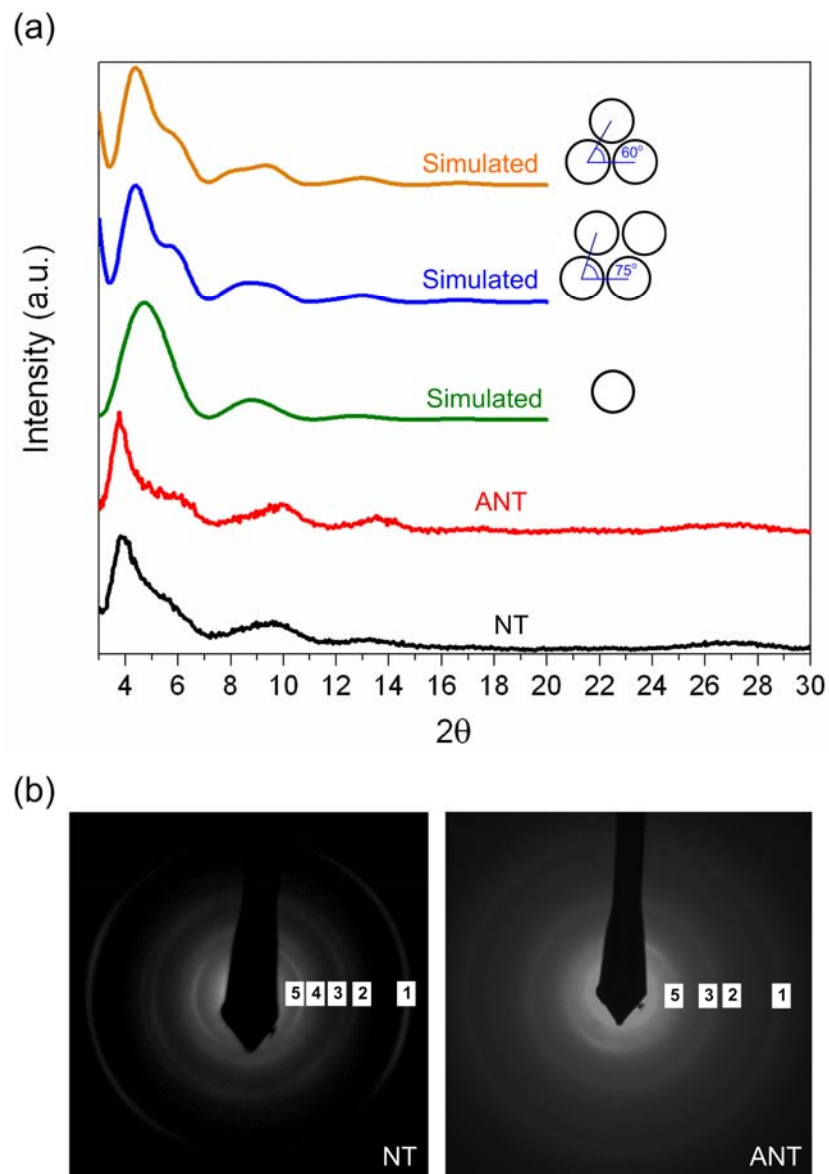 (a)
Intensity (a.u.)
Simulated
60°
Simulated
75°
Simulated
ANT
NT
4 6 8 10 12 14 16 18 20 22 24 26 28 30
2θ
(b)
5 4 3 2 1
NT
5 3 2 1
ANT